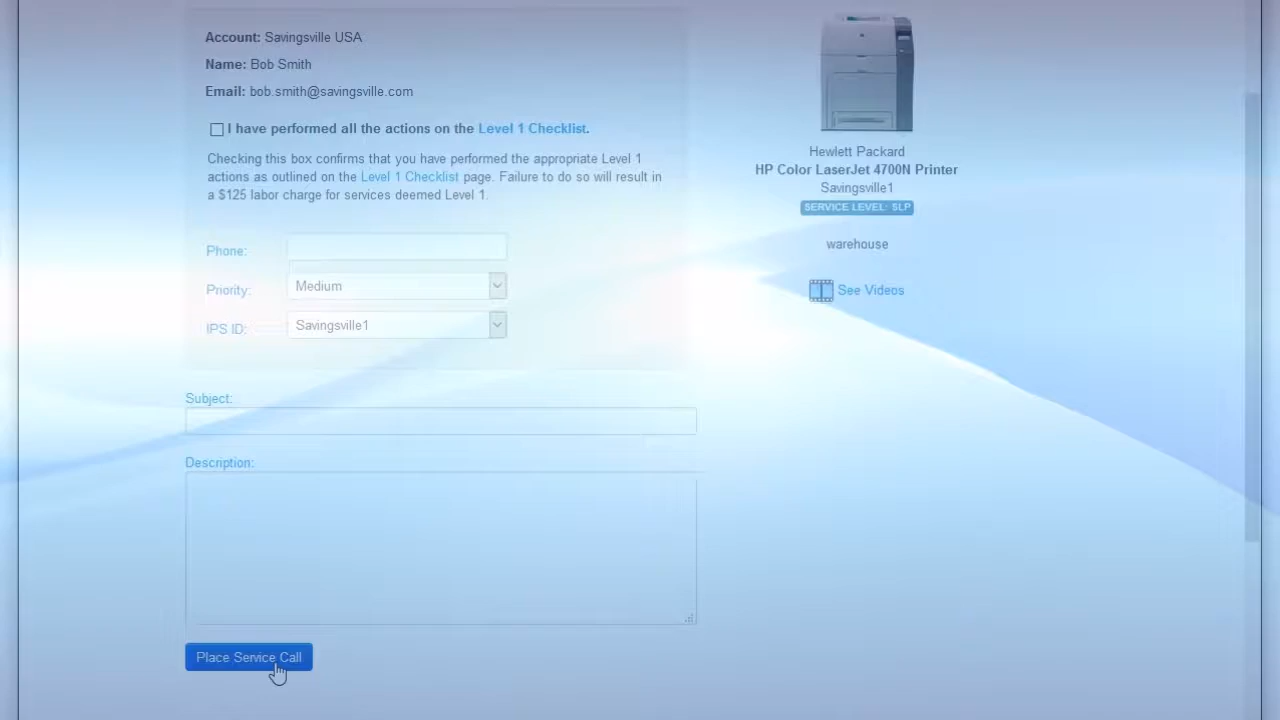 Account: Savingsville USA
Name: Bob Smith
Email: bob.smith@savingsville.com
I have performed all the actions on the Level 1 Checklist.
Checking this box confirms that you have performed the appropriate Level 1
actions as outlined on the Level 1 Checklist page. Failure to do so will result in
a $125 labor charge for services deemed Level 1.
Phone:
Priority: Medium
IPS ID: Savingsville1
Subject:
Description:
Place Service Call
Hewlett Packard
HP Color LaserJet 4700N Printer
Savingsville1
SERVICE LEVEL: SLP
warehouse
See Videos